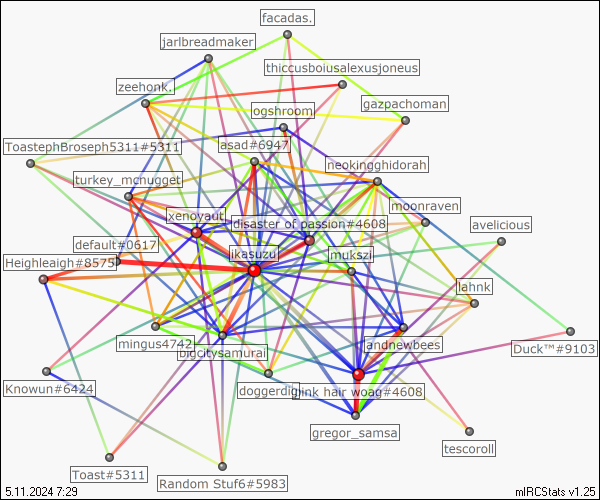 facadas.
jarlbreadmaker
thiccusboiusalexusjoneus
zeehonk.
gazpachoman
ogshroom
ToastephBroseph5311#5311
asad#6947
neokingghidorah
turkey_mcnugget
moonraven
xenoyaut
disaster of passion#4608
avelicious
default#0617
ikasuzu
mukszi
Heighleaigh#8575
lahnk
mingus4742
andnewbees
Duck™#9103
bigcitysamurai
Knowun#6424
doggerdig
pink hair woag#4608
gregor_samsa
tescoroll
Toast#5311
Random Stuf6#5983
5.11.2024 7:29
mIRCStats v1.25